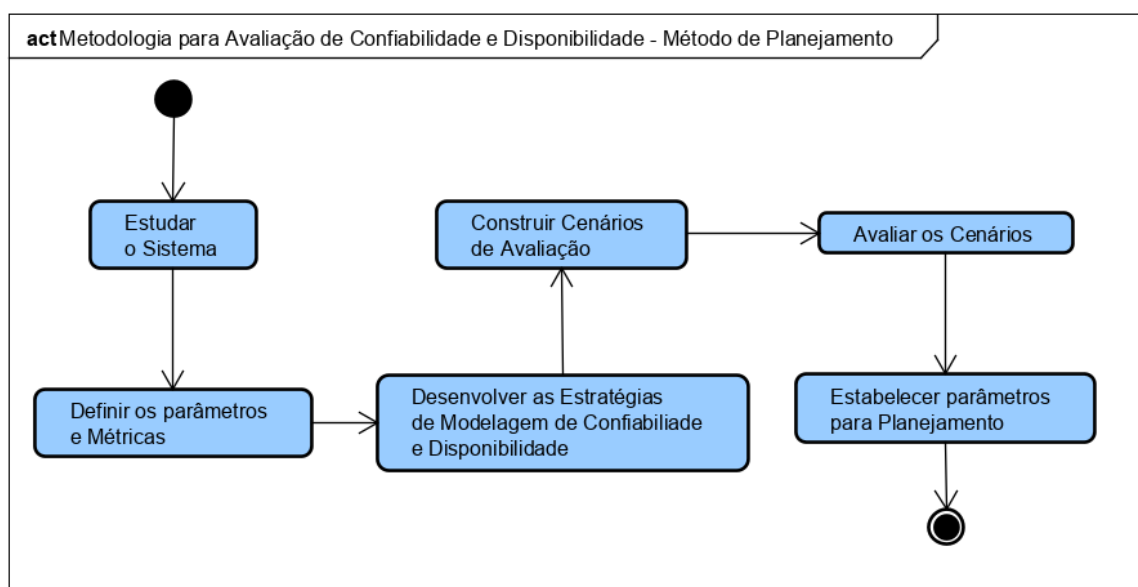 act Metodologia para Avaliação de Confiabilidade e Disponibilidade - Método de Planejamento
Estudar
o Sistema
Definir os parâmetros
e Métricas
Desenvolver as Estratégias
de Modelagem de Confiabiliade
e Disponibilidade
Construir Cenários
de Avaliação
Avaliar os Cenários
Estabelecer parâmetros
para Planejamento